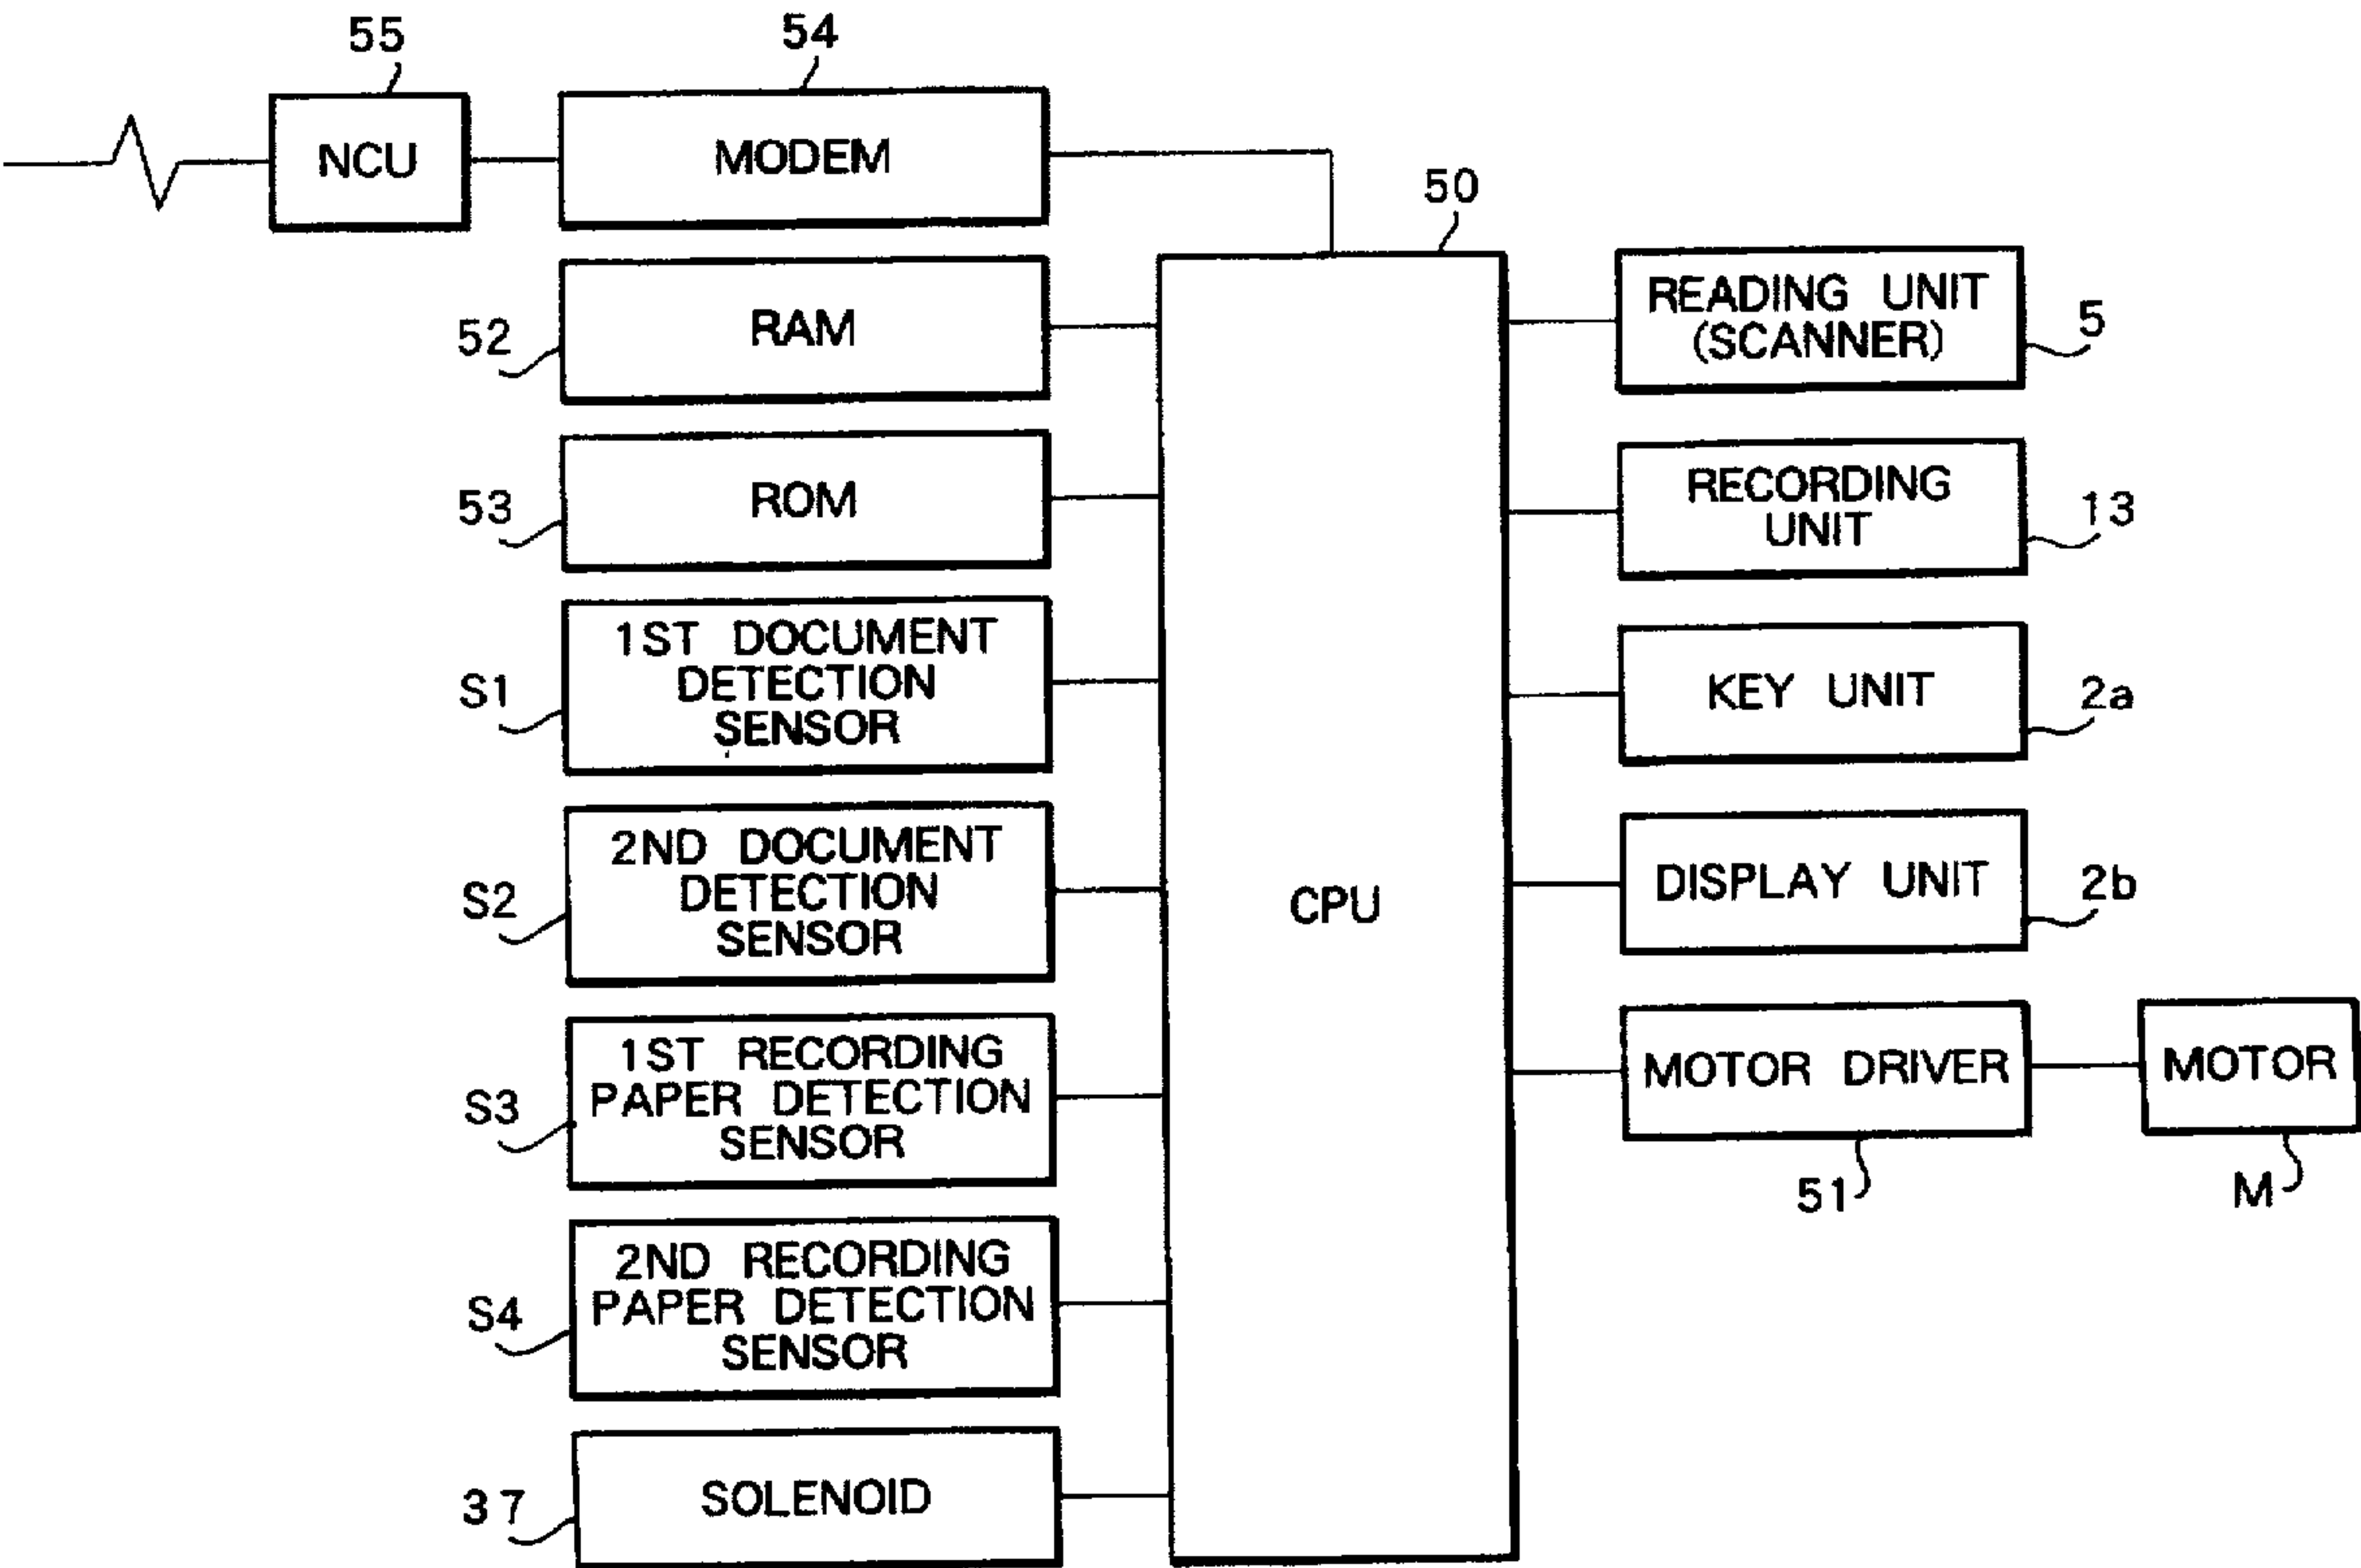 55
54
NCU
MODEM
50
52
RAM
READING UNIT
(SCANNER)
5
53
ROM
RECORDING
UNIT
13
S1
1ST DOCUMENT
DETECTION
SENSOR
KEY UNIT
2a
S2
2ND DOCUMENT
DETECTION
SENSOR
CPU
DISPLAY UNIT
2b
S3
1ST RECORDING
PAPER DETECTION
SENSOR
MOTOR DRIVER
MOTOR
51
M
S4
2ND RECORDING
PAPER DETECTION
SENSOR
37
SOLENOID